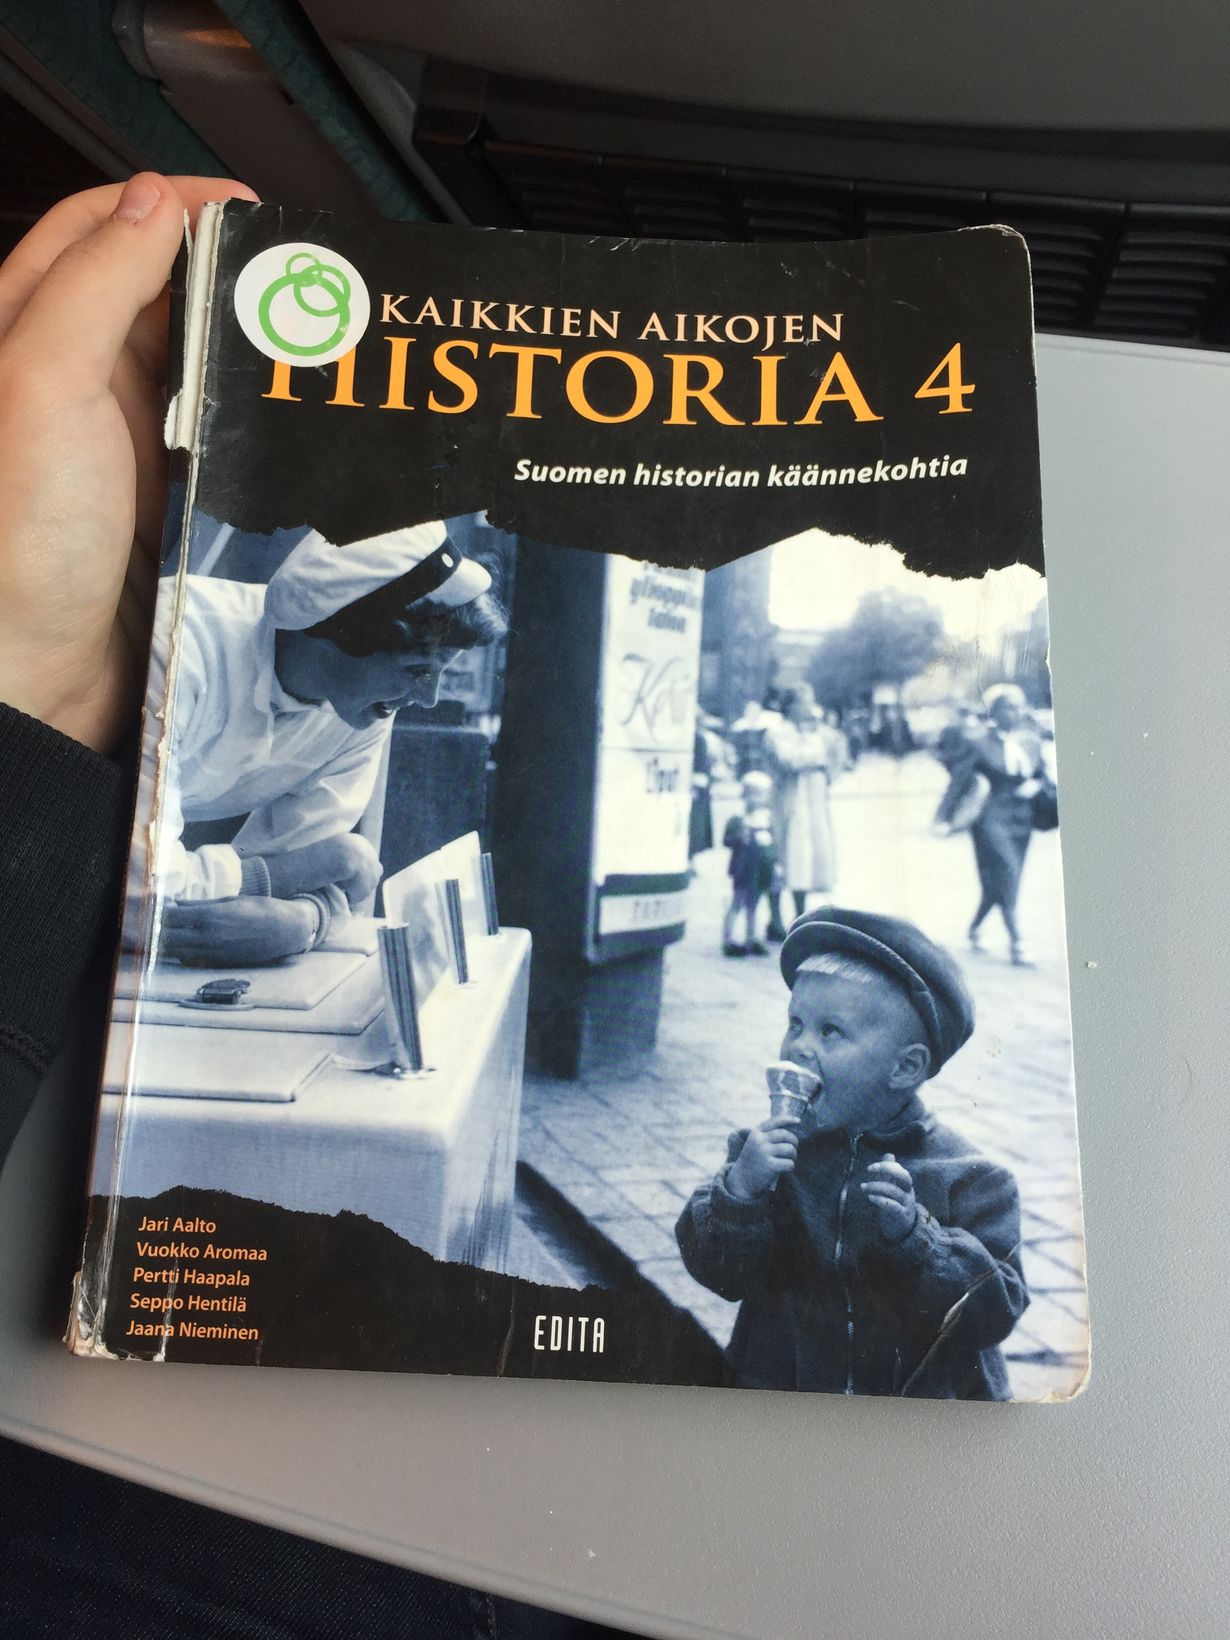 KAIKKIEN AIKOJEN
HISTORIA 4
Suomen historian käännekohtia
Jari Aalto
Vuokko Aromaa
Pertti Haapala
Seppo Hentilä
Jaana Nieminen
EDITA